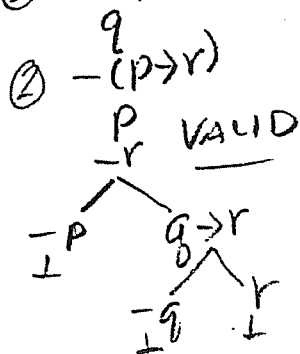 q
② -(p→r)
p
-r VALID
-p q→r
⊥ -q r
⊥ ⊥